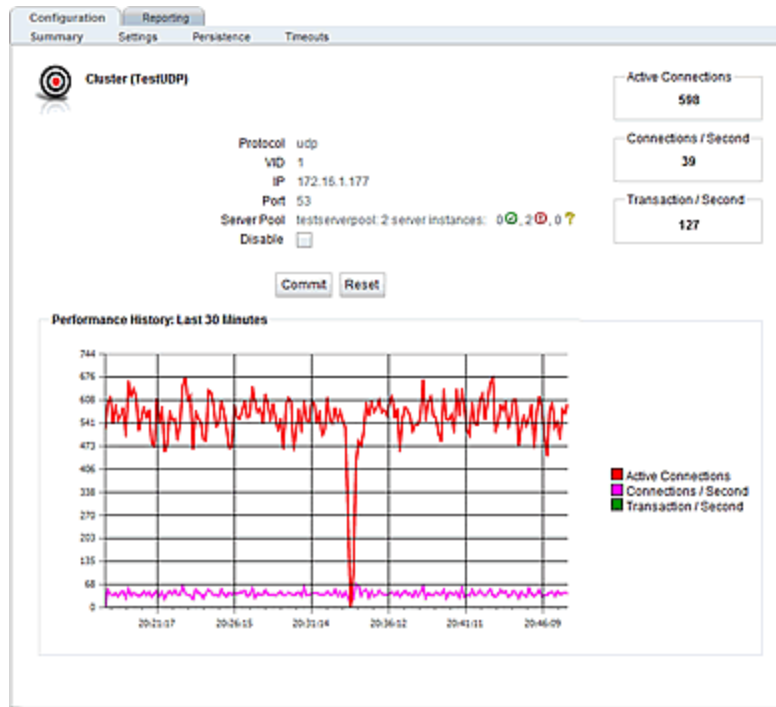 Configuration Reporting
Summary Settings Persistence Timeouts
Cluster (TestUDP)
Active Connections
598
Connections / Second
39
Transaction / Second
127
Protocol udp
VID 1
IP 172.16.1.177
Port 53
Server Pool testserverpool: 2 server instances: 0, 2, 0 ?
Disable
Commit Reset
Performance History: Last 30 Minutes
744
676
608
541
473
406
338
270
203
135
68
0
20:21:17 20:26:15 20:31:14 20:36:12 20:41:11 20:46:09
Active Connections
Connections / Second
Transaction / Second